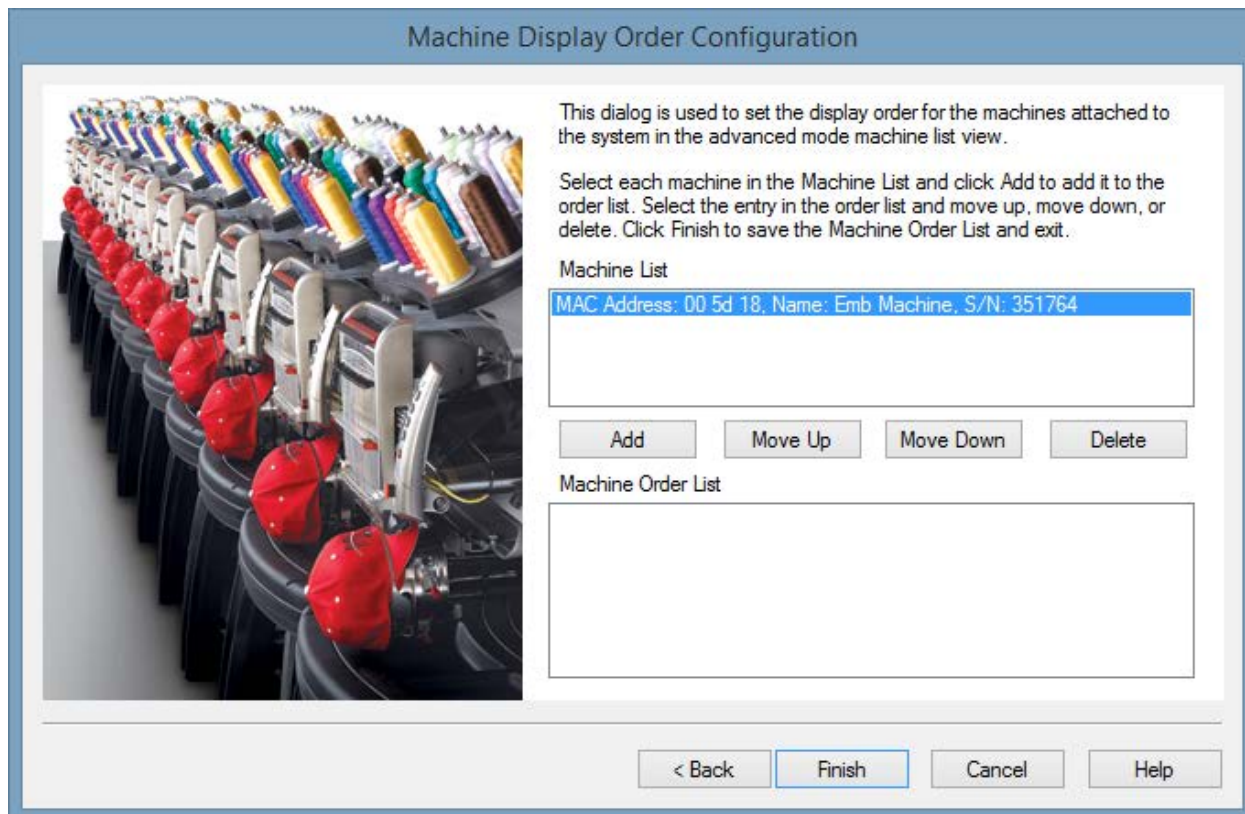 Machine Display Order Configuration
This dialog is used to set the display order for the machines attached to
the system in the advanced mode machine list view.
Select each machine in the Machine List and click Add to add it to the
order list. Select the entry in the order list and move up, move down, or
delete. Click Finish to save the Machine Order List and exit.
Machine List
MAC Address: 00 5d 18, Name: Emb Machine, S/N: 351764
Add
Move Up
Move Down
Delete
Machine Order List
< Back
Finish
Cancel
Help